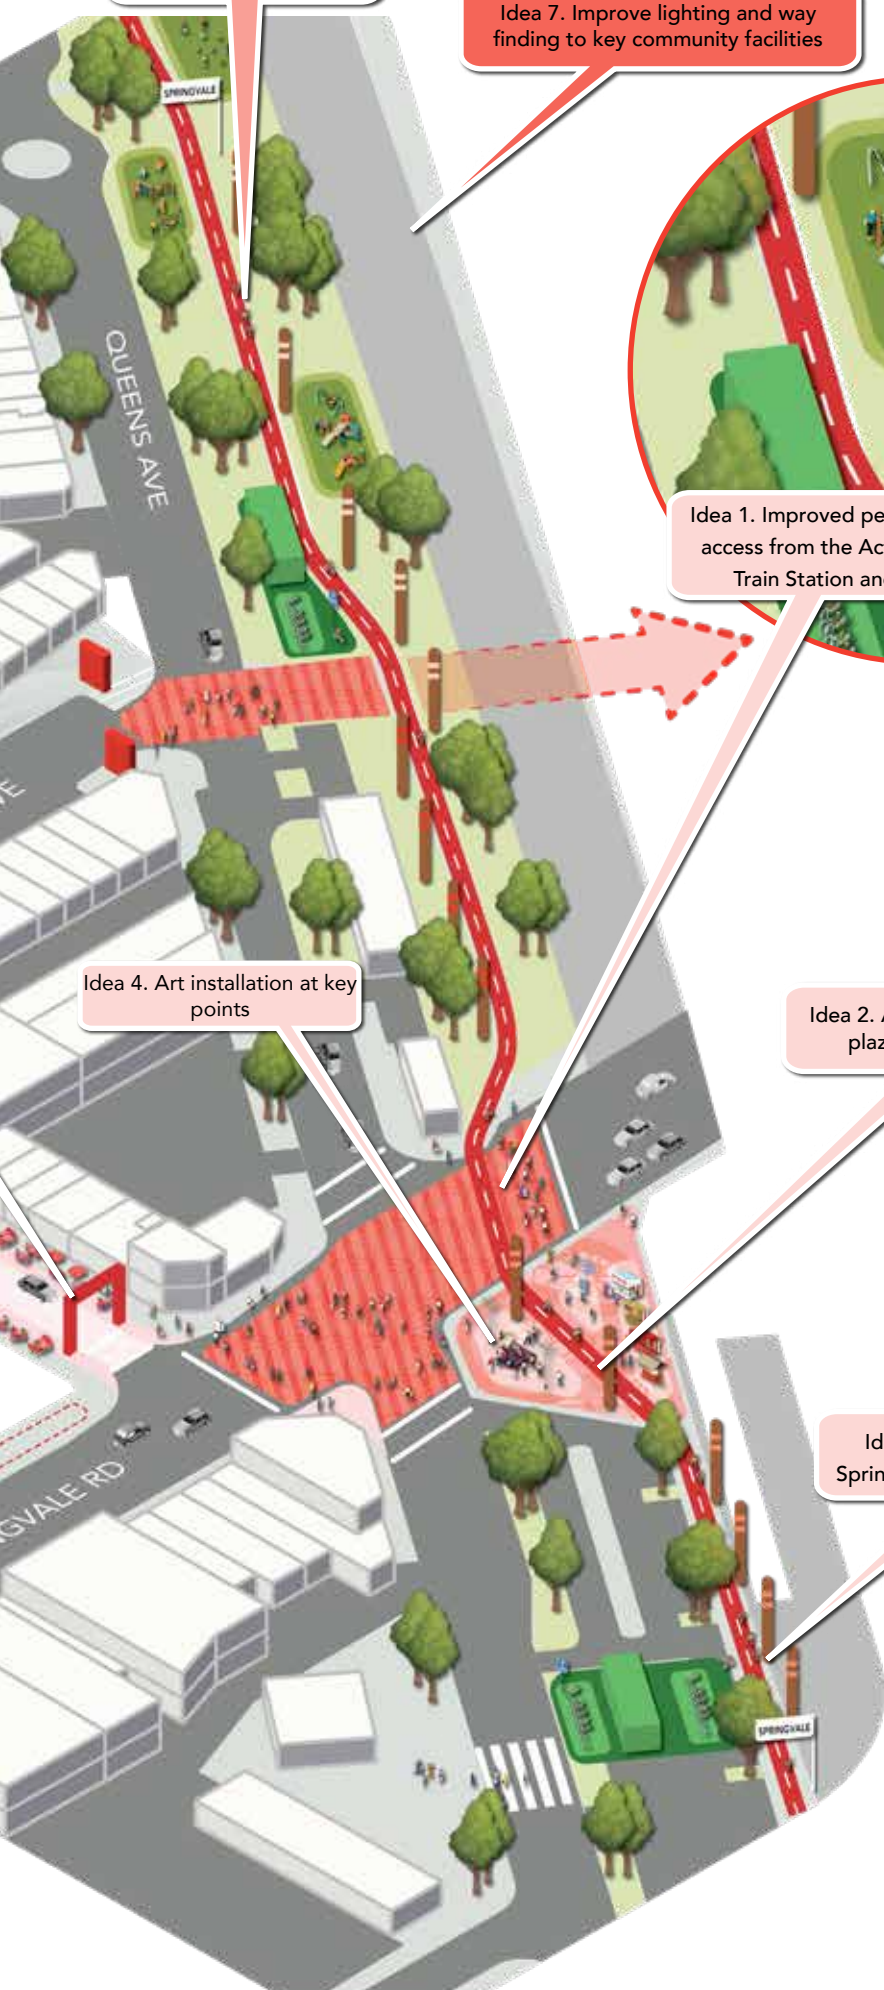 Idea 7. Improve lighting and way
finding to key community facilities
SPRINGVALE
QUEENS AVE
Idea 1. Improved pe
access from the Ac
Train Station an
VE
Idea 4. Art installation at key
points
Idea 2. A
plaz
NGVALE RD
Id
Sprin
SPRINGVALE